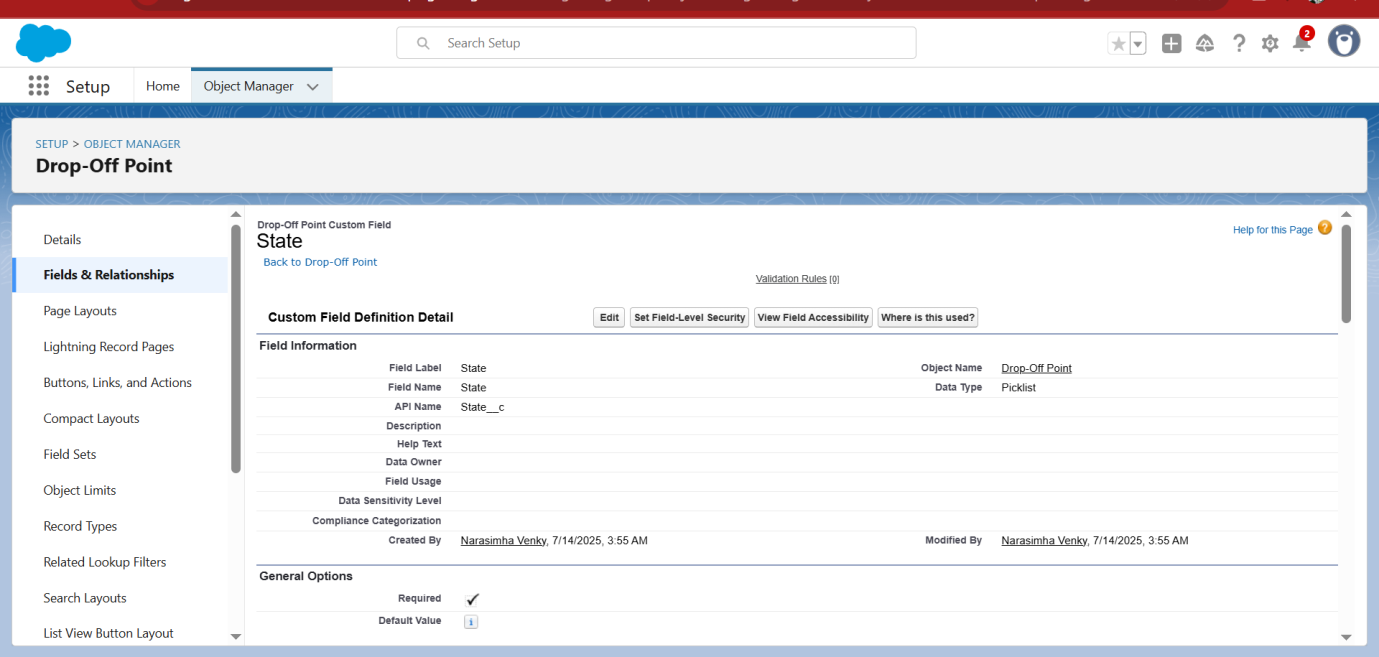 Search Setup
2
Setup
Home
Object Manager
SETUP > OBJECT MANAGER
Drop-Off Point
Details
Fields & Relationships
Page Layouts
Lightning Record Pages
Buttons, Links, and Actions
Compact Layouts
Field Sets
Object Limits
Record Types
Related Lookup Filters
Search Layouts
List View Button Layout
Drop-Off Point Custom Field
State
Back to Drop-Off Point
Help for this Page
Validation Rules [0]
Custom Field Definition Detail
Edit
Set Field-Level Security
View Field Accessibility
Where is this used?
Field Information
Field Label State
Object Name Drop-Off Point
Field Name State
Data Type Picklist
API Name State__c
Description
Help Text
Data Owner
Field Usage
Data Sensitivity Level
Compliance Categorization
Created By Narasimha Venky, 7/14/2025, 3:55 AM
Modified By Narasimha Venky, 7/14/2025, 3:55 AM
General Options
Required
Default Value